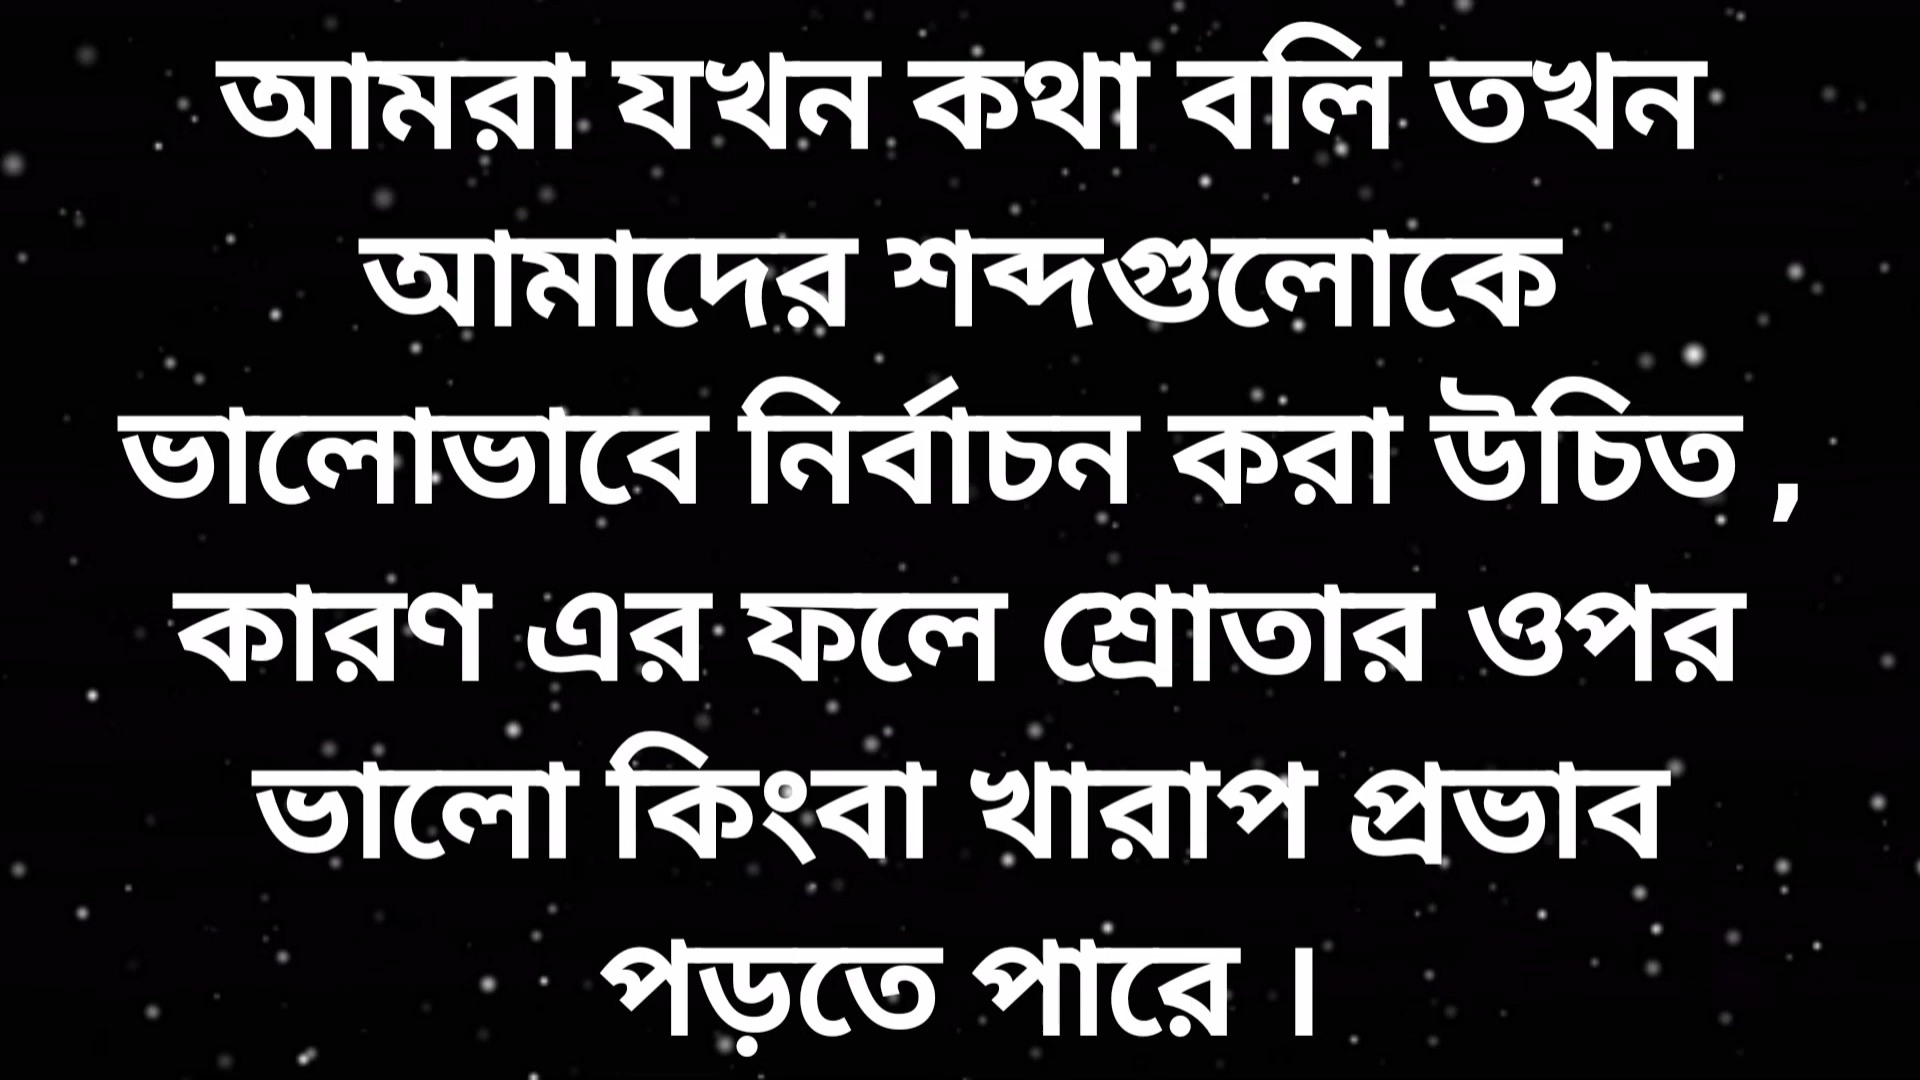 আমরা যখন কথা বলি তখন
আমাদের শব্দগুলোকে
ভালোভাবে নির্বাচন করা উচিত ,
কারণ এর ফলে শ্রোতার ওপর
ভালো কিংবা খারাপ প্রভাব
পড়তে পারে ।